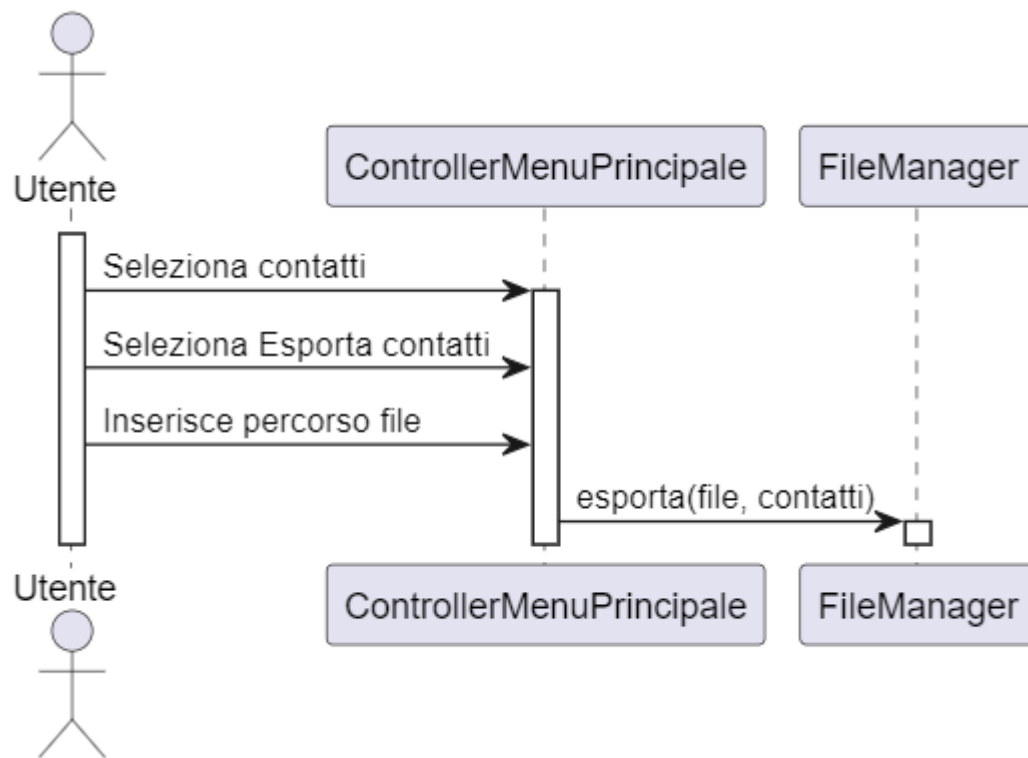 Utente
ControllerMenuPrincipale
FileManager
Seleziona contatti
Seleziona Esporta contatti
Inserisce percorso file
esporta(file, contatti)
Utente
ControllerMenuPrincipale
FileManager